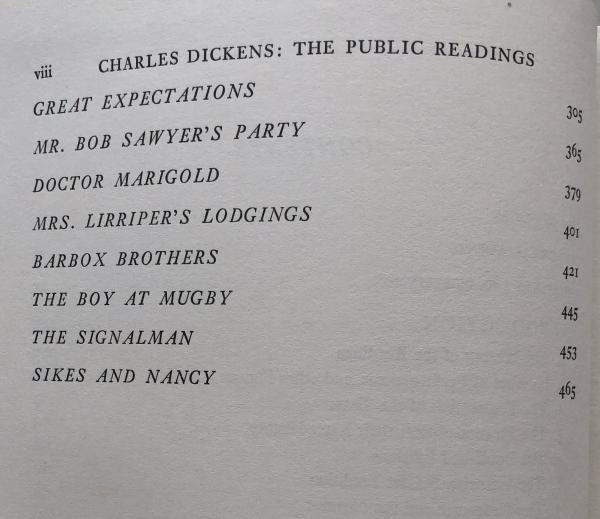 viii CHARLES DICKENS: THE PUBLIC READINGS
GREAT EXPECTATIONS 305
MR. BOB SAWYER'S PARTY 365
DOCTOR MARIGOLD 379
MRS. LIRRIPER'S LODGINGS 401
BARBOX BROTHERS 421
THE BOY AT MUGBY 445
THE SIGNALMAN 453
SIKES AND NANCY 465